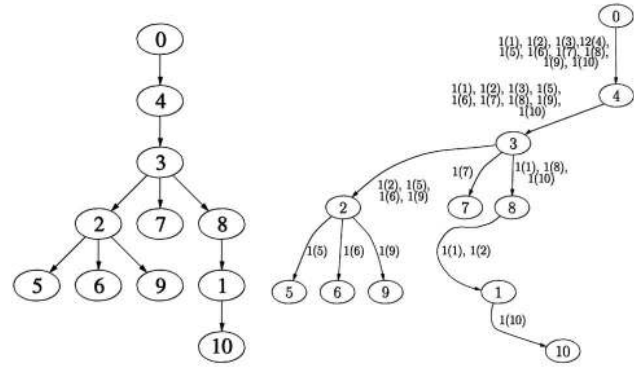 0
4
3
2 7 8
5 6 9 1
10
0
1(1), 1(2), 1(3),12(4),
1(5), 1(6), 1(7), 1(8),
1(9), 1(10)
4
1(1), 1(2), 1(3), 1(5),
1(6), 1(7), 1(8), 1(9),
1(10)
3
1(2), 1(5),
1(6), 1(9)
1(7)
1(1), 1(8),
1(10)
2 7 8
1(5) 1(6) 1(9)
1(1), 1(2)
5 6 9 1
1(10)
10